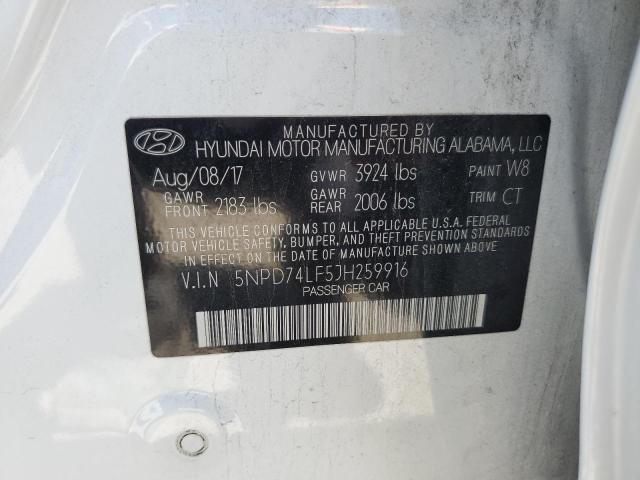 MANUFACTURED BY
HYUNDAI MOTOR MANUFACTURING ALABAMA, LLC
Aug/08/17 GVWR 3924 lbs PAINT W8
GAWR FRONT 2183 lbs GAWR REAR 2006 lbs TRIM CT
THIS VEHICLE CONFORMS TO ALL APPLICABLE U.S.A. FEDERAL
MOTOR VEHICLE SAFETY, BUMPER, AND THEFT PREVENTION STANDARDS
IN EFFECT ON THE DATE OF MANUFACTURE SHOWN ABOVE.
V.I.N 5NPD74LF5JH259916
PASSENGER CAR